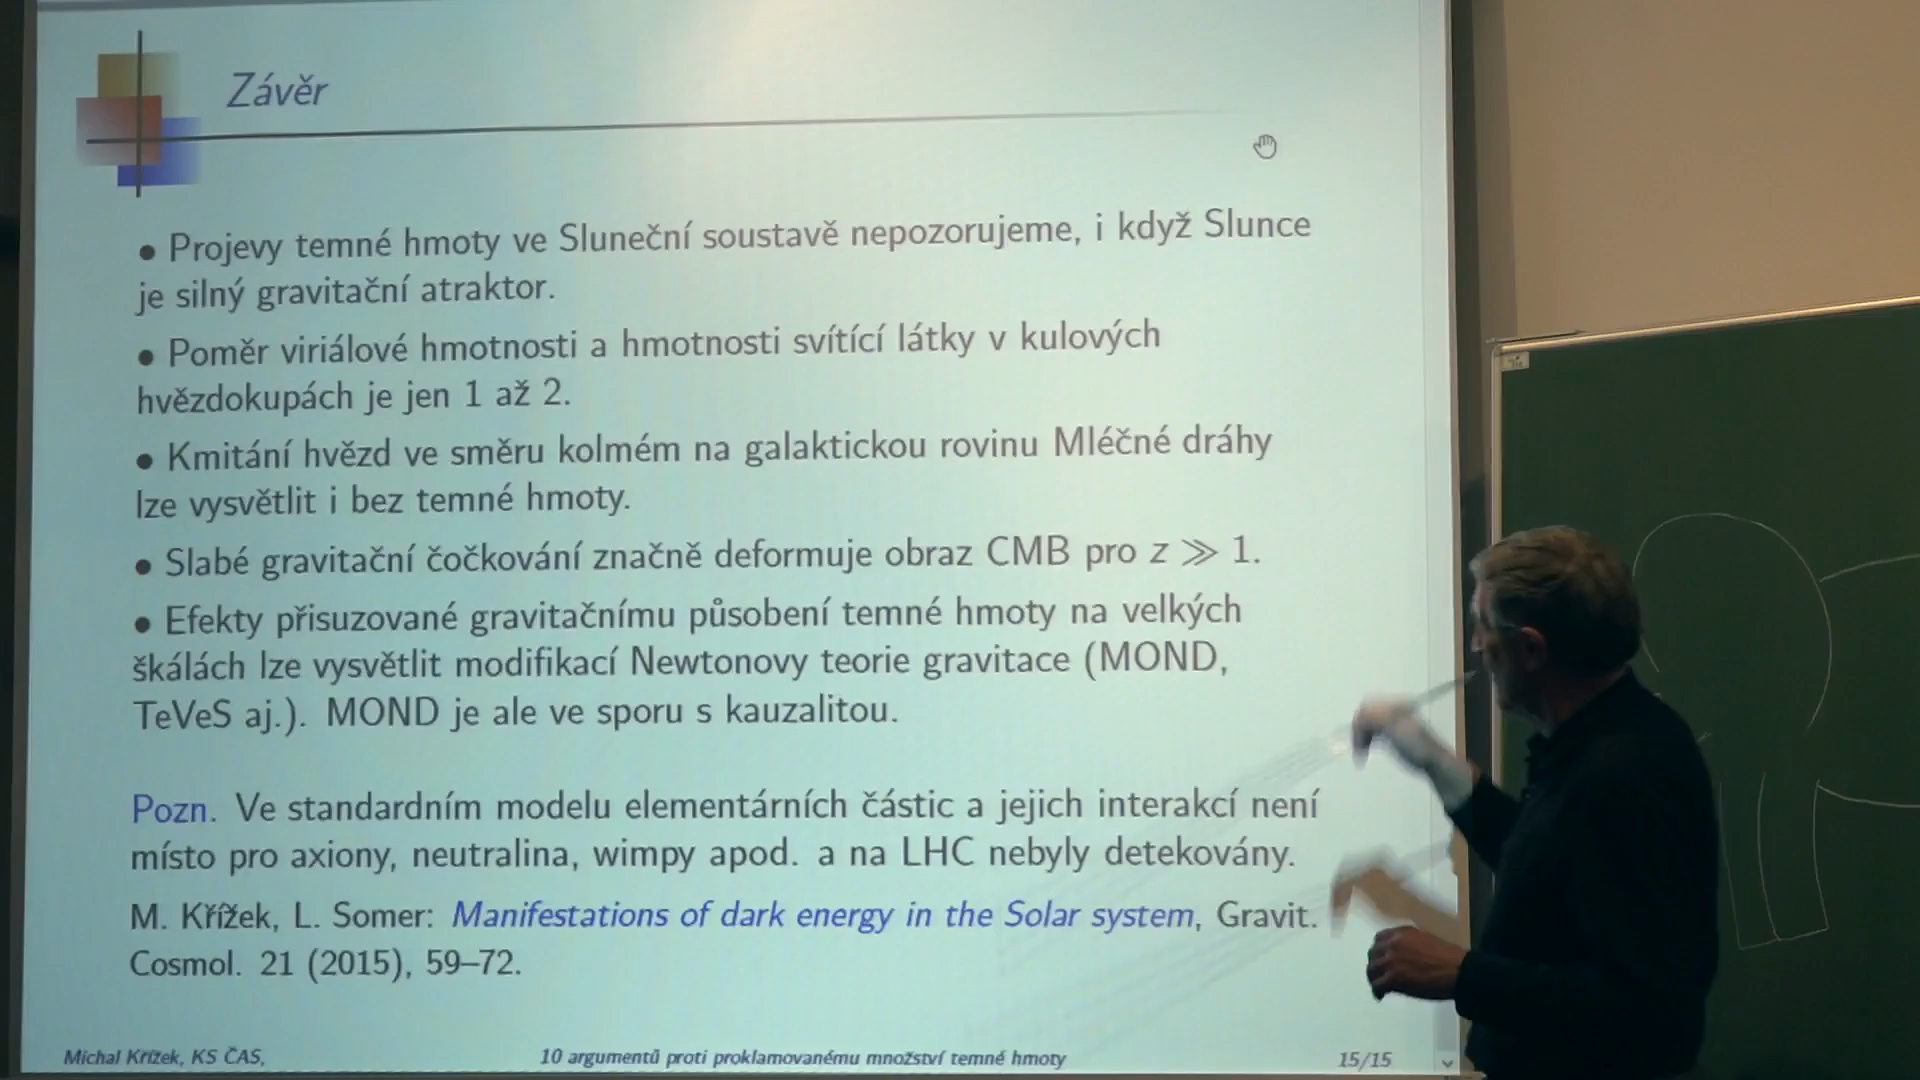 Závěr
• Projevy temné hmoty ve Sluneční soustavě nepozorujeme, i když Slunce
je silný gravitační atraktor.
• Poměr viriálové hmotnosti a hmotnosti svítící látky v kulových
hvězdokupách je jen 1 až 2.
• Kmitání hvězd ve směru kolmém na galaktickou rovinu Mléčné dráhy
lze vysvětlit i bez temné hmoty.
• Slabé gravitační čočkování značně deformuje obraz CMB pro z ≫ 1.
• Efekty přisuzované gravitačnímu působení temné hmoty na velkých
škálách lze vysvětlit modifikací Newtonovy teorie gravitace (MOND,
TeVeS aj.). MOND je ale ve sporu s kauzalitou.
Pozn. Ve standardním modelu elementárních částic a jejich interakcí není
místo pro axiony, neutralina, wimpy apod. a na LHC nebyly detekovány.
M. Křížek, L. Somer: Manifestations of dark energy in the Solar system, Gravit.
Cosmol. 21 (2015), 59–72.
Michal Křížek, KS ČAS, 10 argumentů proti proklamovanému množství temné hmoty 15/15